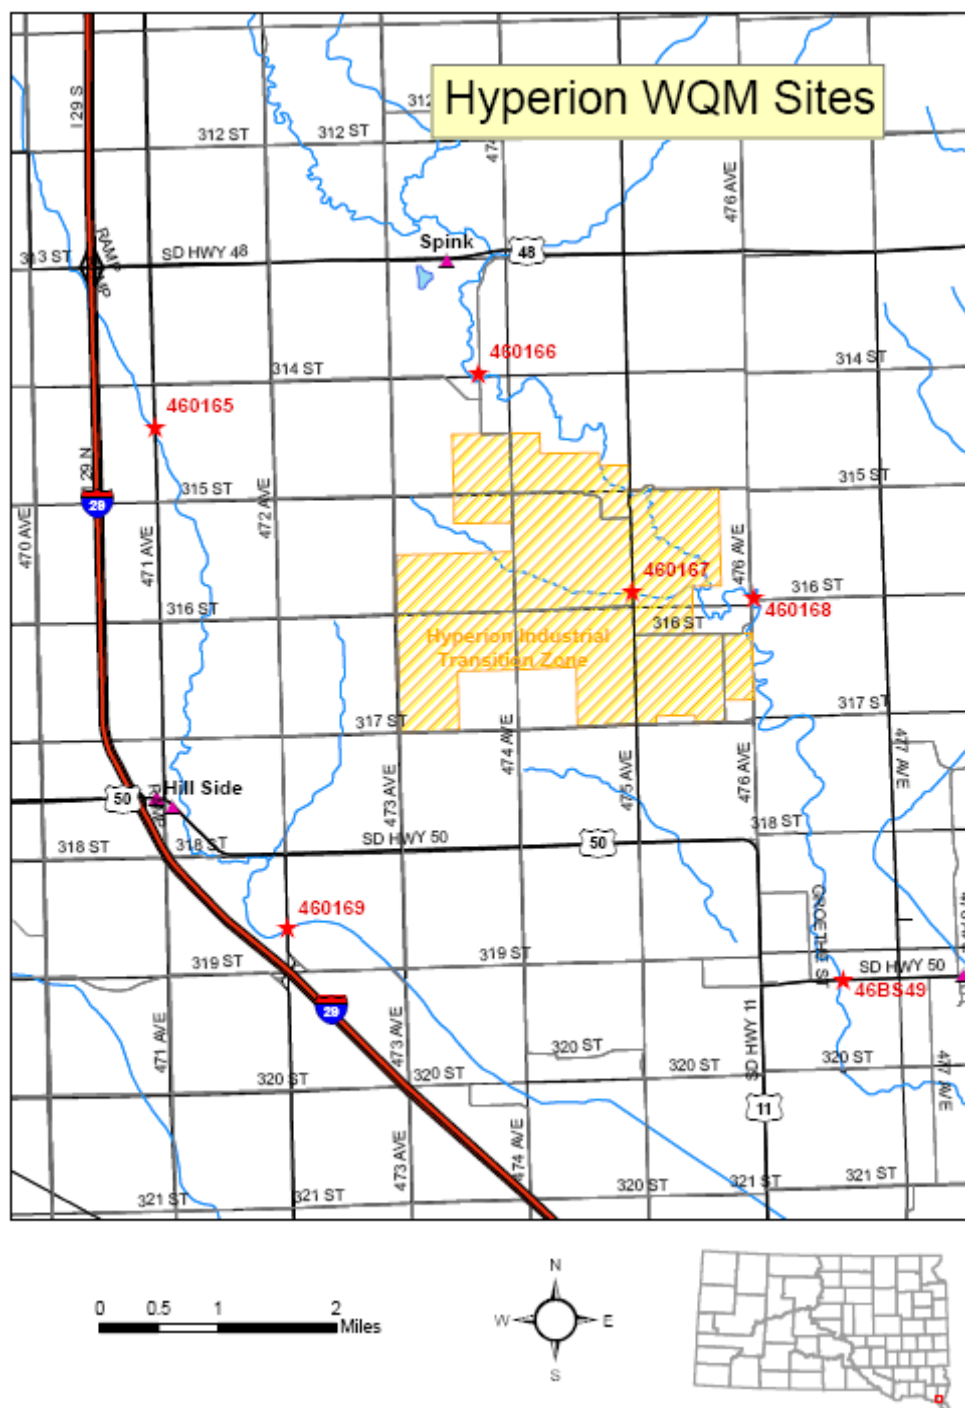 Hyperion WQM Sites
I 29 S
312
312 ST
312 ST
474
476 AVE
RAMP
313 ST
SD HWY 48
Spink
48
460166
314 ST
314 ST
460165
29 N
315 ST
315 ST
472 AVE
29
470 AVE
471 AVE
476 AVE
460167
316 ST
460168
316 ST
316 ST
Hyperion Industrial
Transition Zone
317 ST
317 ST
474 AVE
473 AVE
475 AVE
476 AVE
477 AVE
Hill Side
50
318 ST
318 ST
SD HWY 50
50
318 ST
460169
319 ST
319 ST
SD HWY 50
46BS49
29
471 AVE
473 AVE
SD HWY 11
320 ST
320 ST
320 ST
320 ST
477 AVE
11
473 AVE
474 AVE
321 ST
321 ST
320 ST
321 ST
321 ST
0 0.5 1 2
Miles
N
W E
S